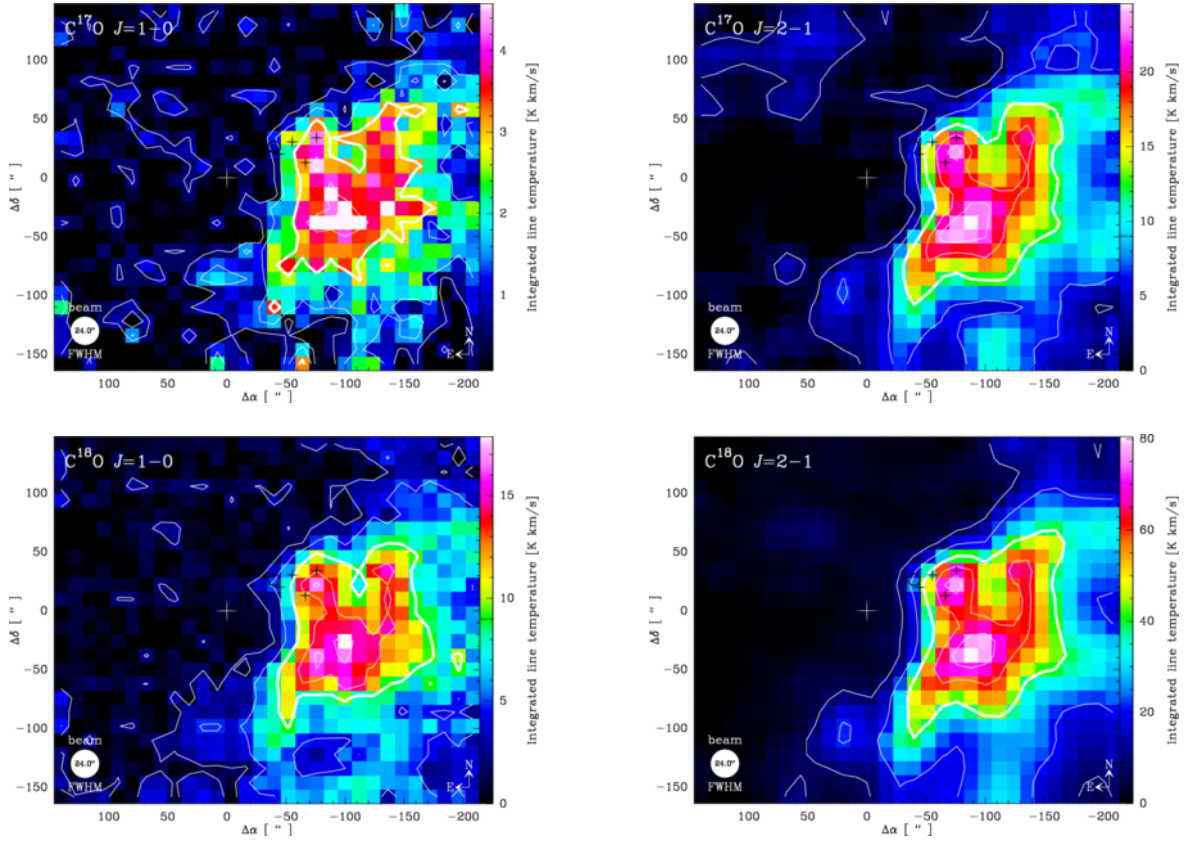 C¹⁷O J=1−0
Δδ [ ″ ]
100
50
0
−50
−100
−150
beam
24.0″
FWHM
N
E
100 50 0 −50 −100 −150 −200
Δα [ ″ ]
4
3
2
1
Integrated line temperature [K km/s]
C¹⁷O J=2−1
Δδ [ ″ ]
100
50
0
−50
−100
−150
beam
24.0″
FWHM
N
E
100 50 0 −50 −100 −150 −200
Δα [ ″ ]
20
15
10
5
0
Integrated line temperature [K km/s]
C¹⁸O J=1−0
Δδ [ ″ ]
100
50
0
−50
−100
−150
beam
24.0″
FWHM
N
E
100 50 0 −50 −100 −150 −200
Δα [ ″ ]
15
10
5
0
Integrated line temperature [K km/s]
C¹⁸O J=2−1
Δδ [ ″ ]
100
50
0
−50
−100
−150
beam
24.0″
FWHM
N
E
100 50 0 −50 −100 −150 −200
Δα [ ″ ]
80
60
40
20
0
Integrated line temperature [K km/s]